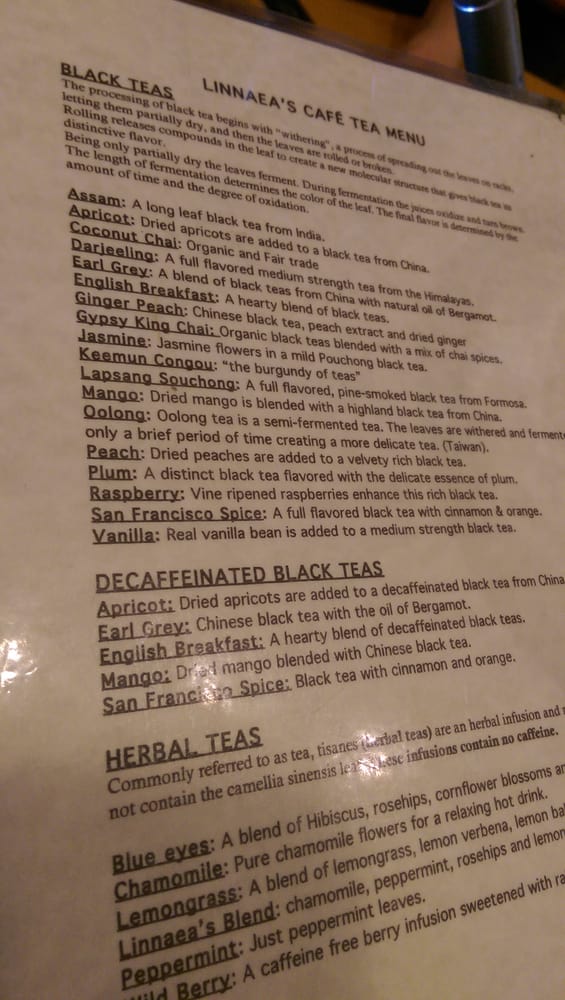 LINNAEA'S CAFÉ TEA MENU
BLACK TEAS
The processing of black tea begins with "withering", a process of spreading out the leaves on racks,
letting them partially dry, and then the leaves are rolled or broken.
Rolling releases compounds in the leaf to create a new molecular structure that gives black tea its
distinctive flavor.
Being only partially dry the leaves ferment. During fermentation the juices oxidize and turn brown.
The length of fermentation determines the color of the leaf. The final flavor is determined by the
amount of time and the degree of oxidation.
Assam: A long leaf black tea from India.
Apricot: Dried apricots are added to a black tea from China.
Coconut Chai: Organic and Fair trade
Darjeeling: A full flavored medium strength tea from the Himalayas.
Earl Grey: A blend of black teas from China with natural oil of Bergamot.
English Breakfast: A hearty blend of black teas.
Ginger Peach: Chinese black tea, peach extract and dried ginger
Gypsy King Chai: Organic black teas blended with a mix of chai spices.
Jasmine: Jasmine flowers in a mild Pouchong black tea.
Keemun Congou: "the burgundy of teas"
Lapsang Souchong: A full flavored, pine-smoked black tea from Formosa.
Mango: Dried mango is blended with a highland black tea from China.
Oolong: Oolong tea is a semi-fermented tea. The leaves are withered and ferment
only a brief period of time creating a more delicate tea. (Taiwan).
Peach: Dried peaches are added to a velvety rich black tea.
Plum: A distinct black tea flavored with the delicate essence of plum.
Raspberry: Vine ripened raspberries enhance this rich black tea.
San Francisco Spice: A full flavored black tea with cinnamon & orange.
Vanilla: Real vanilla bean is added to a medium strength black tea.
DECAFFEINATED BLACK TEAS
Apricot: Dried apricots are added to a decaffeinated black tea from China
Earl Grey: Chinese black tea with the oil of Bergamot.
English Breakfast: A hearty blend of decaffeinated black teas.
Mango: Dried mango blended with Chinese black tea.
San Francisco Spice: Black tea with cinnamon and orange.
HERBAL TEAS
Commonly referred to as tea, tisanes (herbal teas) are an herbal infusion and
not contain the camellia sinensis leaf. These infusions contain no caffeine.
Blue eyes: A blend of Hibiscus, rosehips, cornflower blossoms
Chamomile: Pure chamomile flowers for a relaxing hot drink.
Lemongrass: A blend of lemongrass, lemon verbena, lemon
Linnaea's Blend: chamomile, peppermint, rosehips and lemon
Peppermint: Just peppermint leaves.
Wild Berry: A caffeine free berry infusion sweetened with